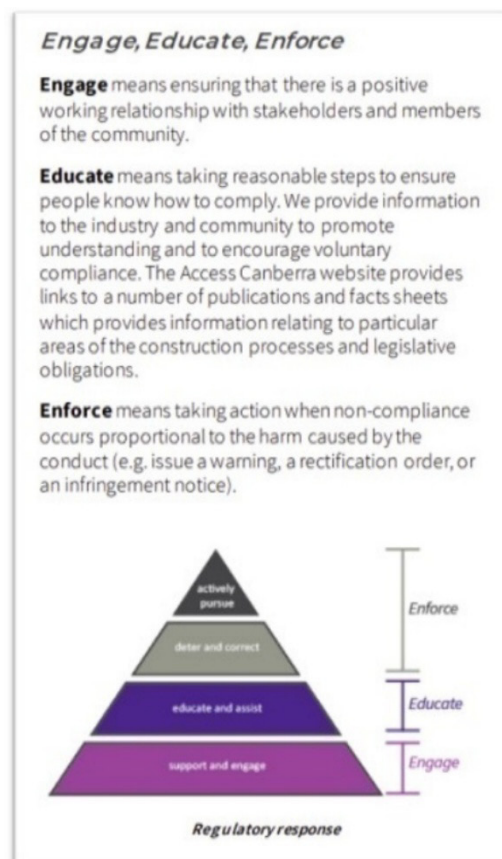 Engage, Educate, Enforce
Engage means ensuring that there is a positive
working relationship with stakeholders and members
of the community.
Educate means taking reasonable steps to ensure
people know how to comply. We provide information
to the industry and community to promote
understanding and to encourage voluntary
compliance. The Access Canberra website provides
links to a number of publications and facts sheets
which provides information relating to particular
areas of the construction processes and legislative
obligations.
Enforce means taking action when non-compliance
occurs proportional to the harm caused by the
conduct (e.g. issue a warning, a rectification order, or
an infringement notice).
actively
pursue
Enforce
deter and correct
educate and assist
Educate
support and engage
Engage
Regulatory response